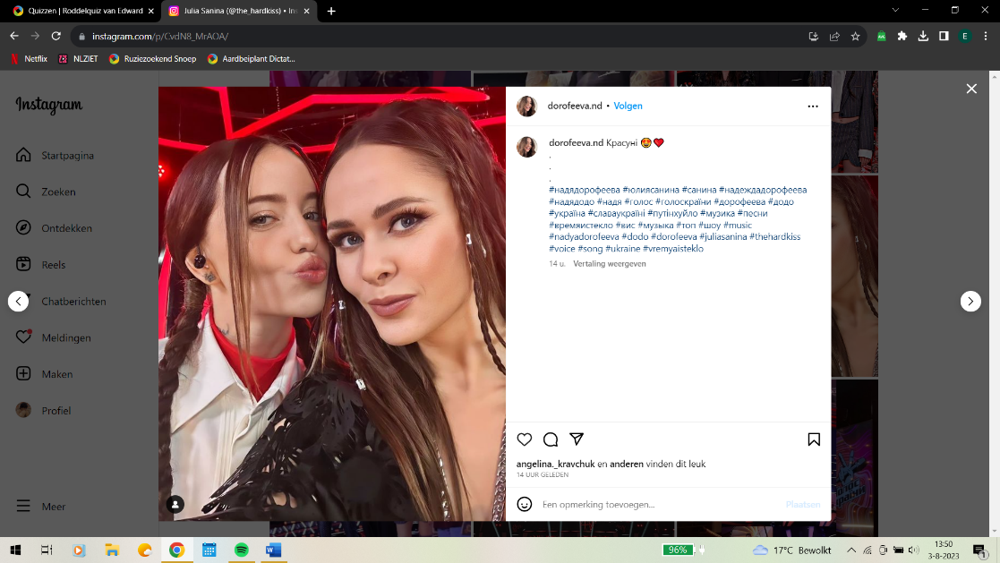 Quizzen | Roddelquiz van Edward
Julia Sanina (@the_hardkiss) • Ins
instagram.com/p/CvdN8_MrAOA/
E
Netflix
NLZIET
Ruziezoekend Snoep
Aardbeiplant Dictat...
Instagram
Startpagina
Zoeken
Ontdekken
Reels
Chatberichten
Meldingen
Maken
Profiel
Meer
dorofeeva.nd • Volgen
dorofeeva.nd Красуні 😍❤️
.
.
.
#надядорофеева #юлиясанина #санина #надеждадорофеева
#надядодо #надя #голос #голоскраїни #дорофеева #додо
#україна #славаукраїні #путінхуйло #музика #песни
#времяистекло #вис #музыка #топ #шоу #music
#nadyadorofeeva #dodo #dorofeeva #juliasanina #thehardkiss
#voice #song #ukraine #vremyaisteklo
14 u. Vertaling weergeven
angelina._kravchuk en anderen vinden dit leuk
14 UUR GELEDEN
Een opmerking toevoegen...
Plaatsen
96%
17°C Bewolkt
13:50
3-8-2023
1